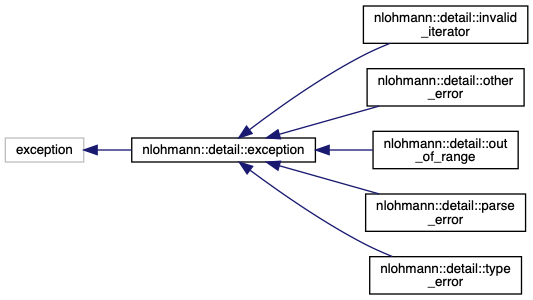 exception
nlohmann::detail::exception
nlohmann::detail::invalid
_iterator
nlohmann::detail::other
_error
nlohmann::detail::out
_of_range
nlohmann::detail::parse
_error
nlohmann::detail::type
_error